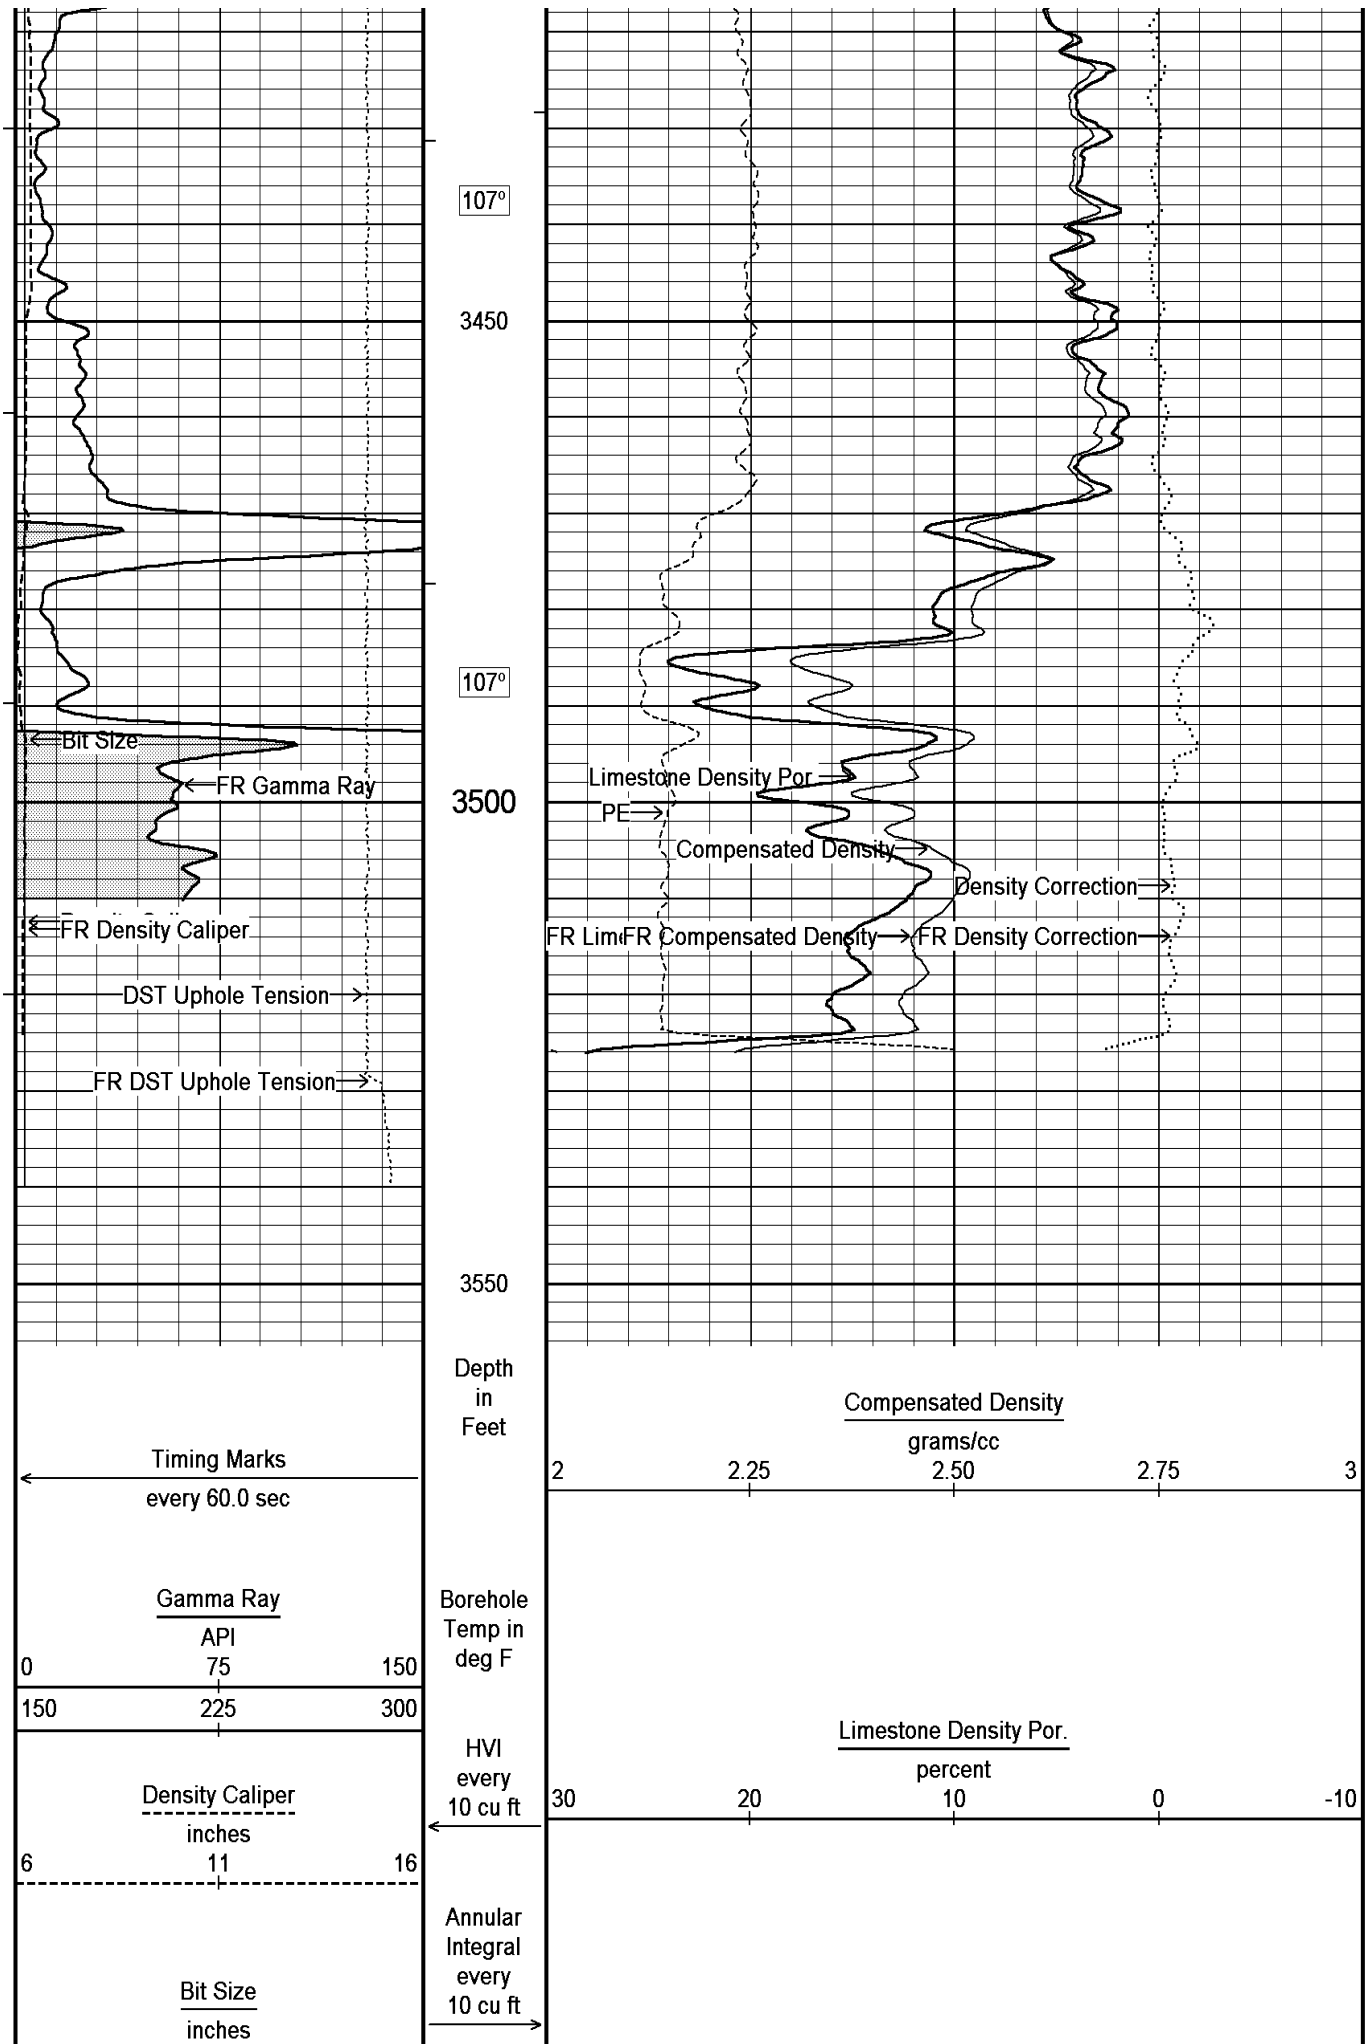 107º
3450
107º
Bit Size
FR Gamma Ray
Limestone Density Por.
3500
PE
Compensated Density
Density Correction
FR Density Caliper
FR Lim
FR Compensated Density
FR Density Correction
DST Uphole Tension
FR DST Uphole Tension
3550
Depth
in
Feet
Compensated Density
grams/cc
2 2.25 2.50 2.75 3
Timing Marks
every 60.0 sec
Gamma Ray
API
0 75 150
150 225 300
Borehole
Temp in
deg F
Limestone Density Por.
percent
30 20 10 0 -10
HVI
every
10 cu ft
Density Caliper
inches
6 11 16
Annular
Integral
every
10 cu ft
Bit Size
inches